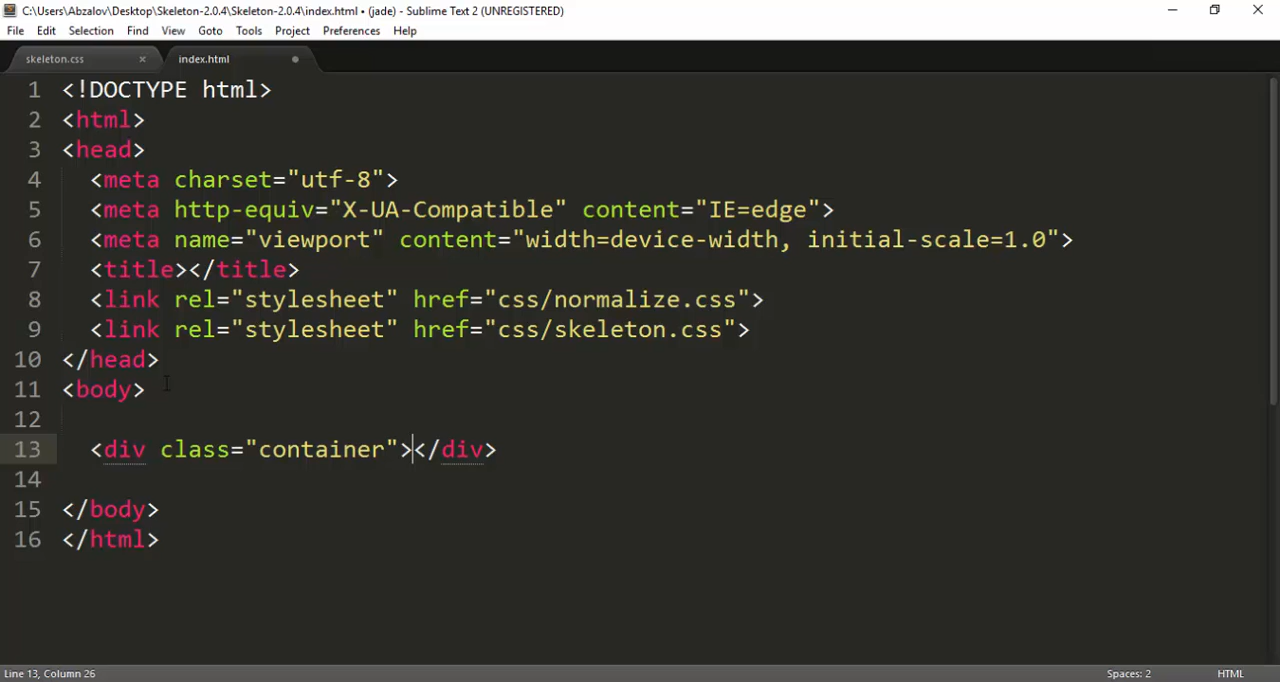 C:\Users\Abzalov\Desktop\Skeleton-2.0.4\Skeleton-2.0.4\index.html • (jade) - Sublime Text 2 (UNREGISTERED)
File Edit Selection Find View Goto Tools Project Preferences Help
skeleton.css × index.html
1 <!DOCTYPE html>
2 <html>
3 <head>
4 <meta charset="utf-8">
5 <meta http-equiv="X-UA-Compatible" content="IE=edge">
6 <meta name="viewport" content="width=device-width, initial-scale=1.0">
7 <title></title>
8 <link rel="stylesheet" href="css/normalize.css">
9 <link rel="stylesheet" href="css/skeleton.css">
10 </head>
11 <body>
12
13 <div class="container"></div>
14
15 </body>
16 </html>
Line 13, Column 26 Spaces: 2 HTML